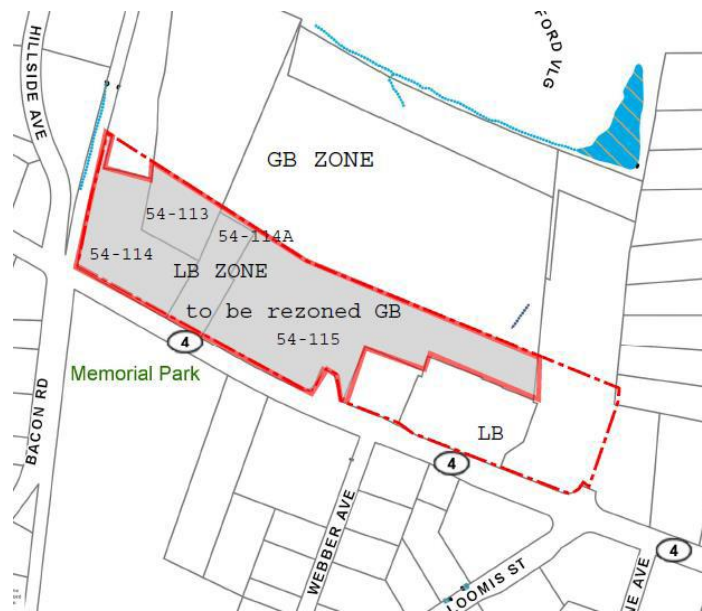 HILLSIDE AVE
FORD VLG
GB ZONE
54-113
54-114A
54-114
LB ZONE
to be rezoned GB
54-115
4
Memorial Park
BACON RD
LB
4
WEBBER AVE
4
LOOMIS ST
IE AVE